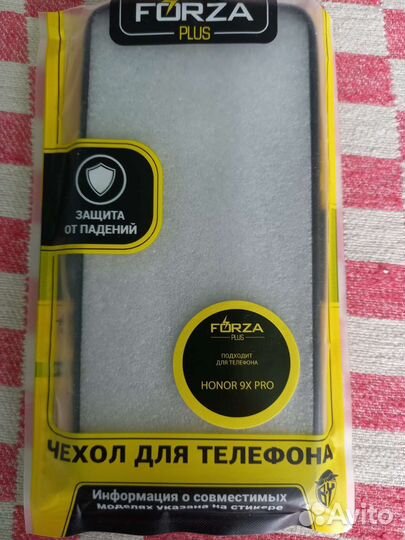 FORZA
PLUS
ЗАЩИТА
ОТ ПАДЕНИЙ
FORZA
PLUS
ПОДХОДИТ
ДЛЯ ТЕЛЕФОНА
HONOR 9X PRO
ЧЕХОЛ ДЛЯ ТЕЛЕФОНА
Информация о совместимых
моделях указана на стикере
Avito